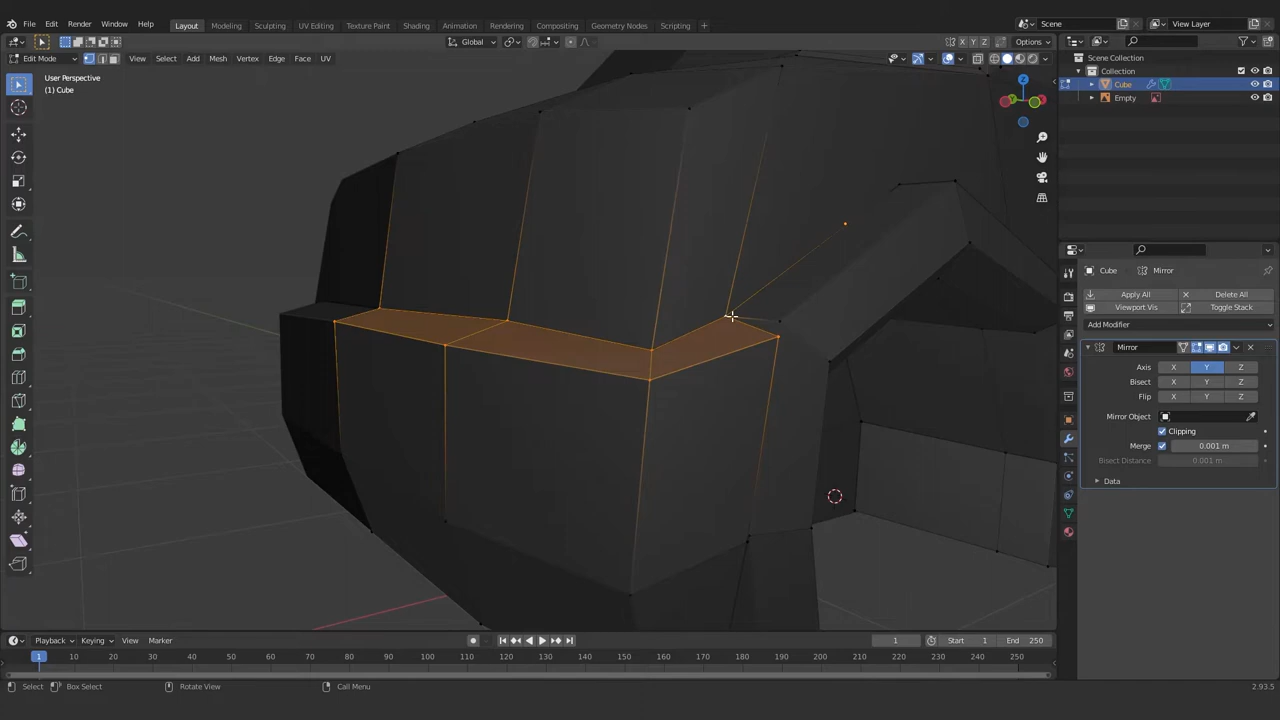 File Edit Render Window Help Layout Modeling Sculpting UV Editing Texture Paint Shading Animation Rendering Compositing Geometry Nodes Scripting + Scene View Layer
Global X Y Z Options
Edit Mode View Select Add Mesh Vertex Edge Face UV
User Perspective
(1) Cube
Scene Collection
Collection
Cube
Empty
Cube Mirror
Apply All Delete All
Viewport Vis Toggle Stack
Add Modifier
Mirror
Axis X Y Z
Bisect X Y Z
Flip X Y Z
Mirror Object
Clipping
Merge 0.001 m
Bisect Distance 0.001 m
Data
Playback Keying View Marker 1 Start 1 End 250
1 10 20 30 40 50 60 70 80 90 100 110 120 130 140 150 160 170 180 190 200 210 220 230 240 250
Select Box Select Rotate View Call Menu 2.93.5